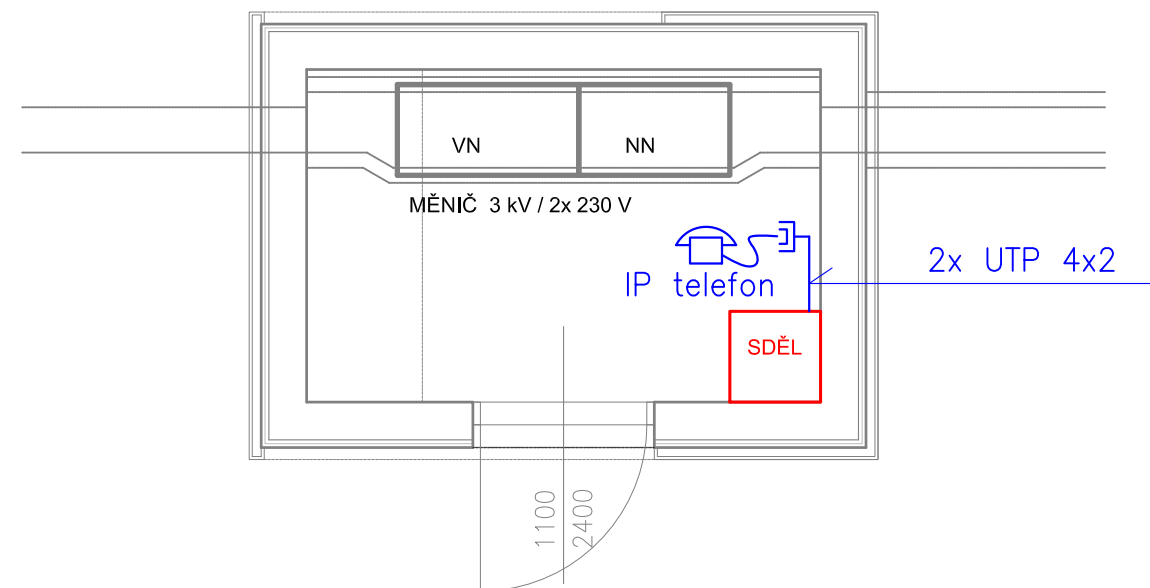 VN
NN
MĚNIČ 3 kV / 2x 230 V
IP telefon
2x UTP 4x2
SDĚL
1100
2400